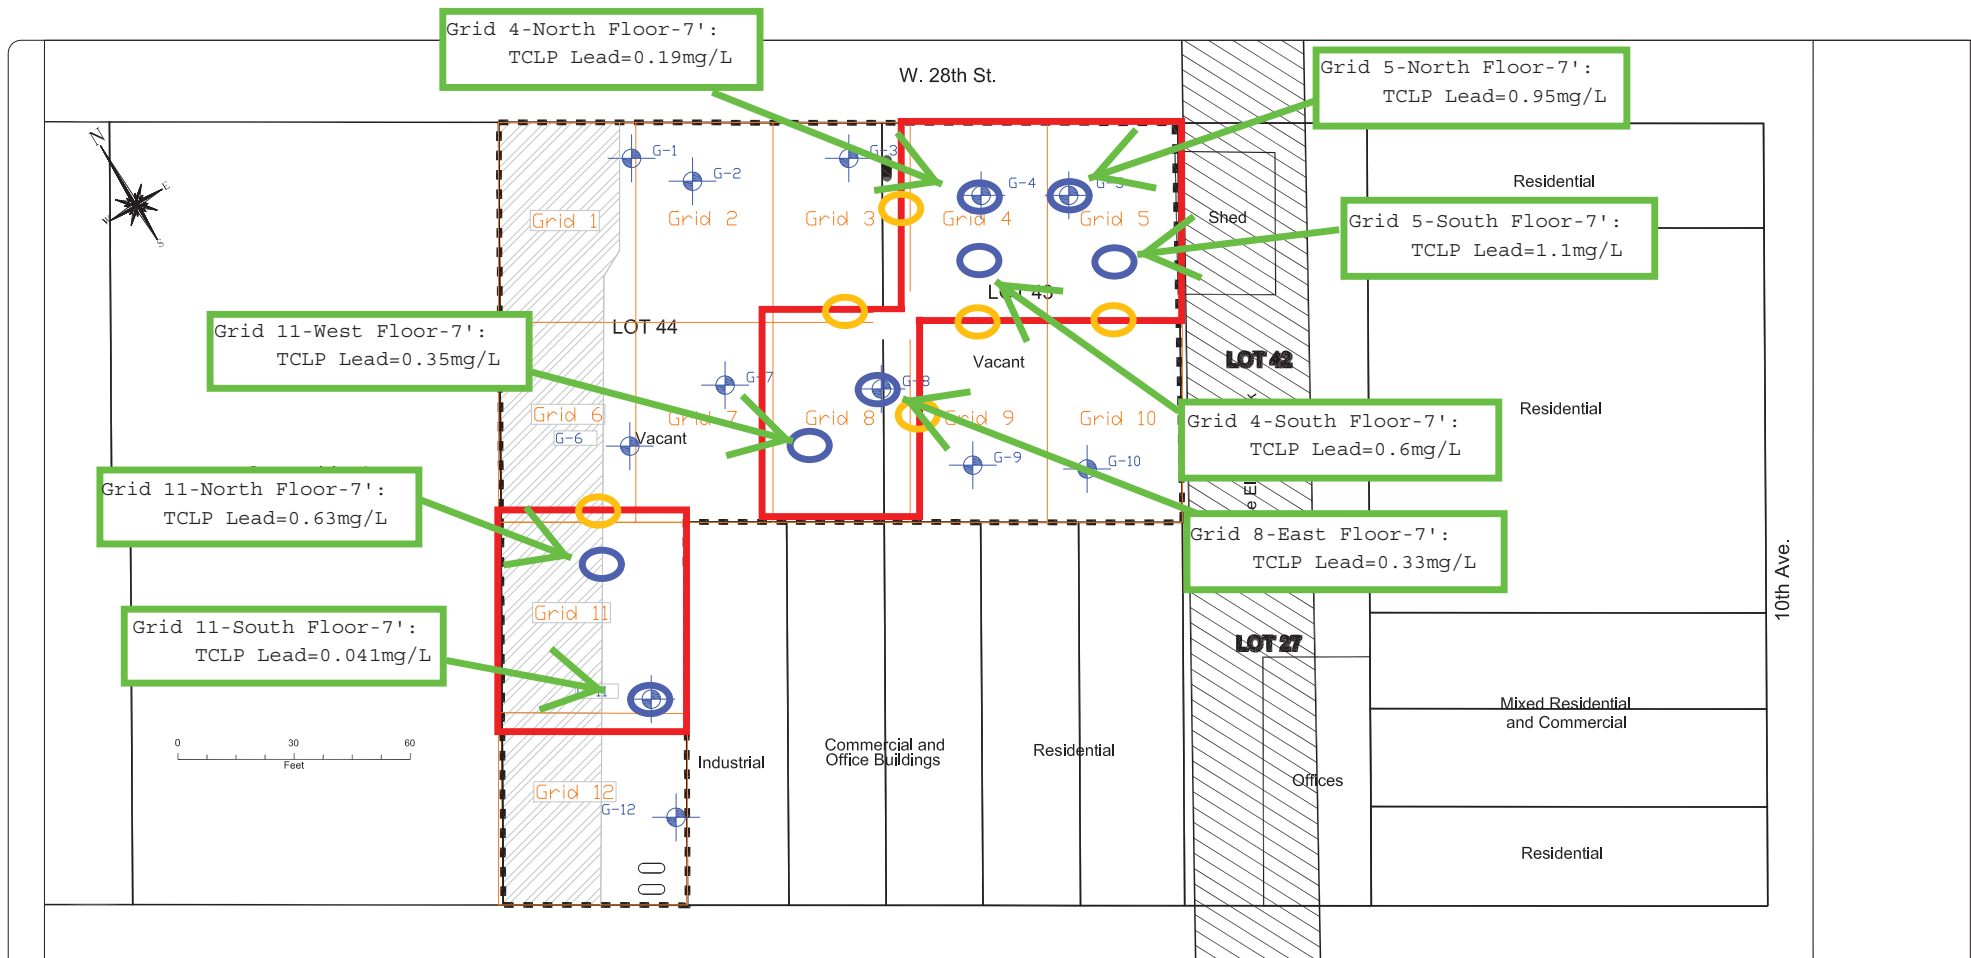 Grid 4-North Floor-7':
TCLP Lead=0.19mg/L
W. 28th St.
Grid 5-North Floor-7':
TCLP Lead=0.95mg/L
N
E
W
S
G-1
G-2
G-3
G-4
Residential
Grid 1
Grid 2
Grid 3
Grid 4
Grid 5
Shed
Grid 5-South Floor-7':
TCLP Lead=1.1mg/L
LOT 43
LOT 44
Grid 11-West Floor-7':
TCLP Lead=0.35mg/L
Vacant
LOT 42
G-7
G-8
Grid 6
Grid 7
Grid 8
Grid 9
Grid 10
Residential
G-6
Vacant
Grid 4-South Floor-7':
TCLP Lead=0.6mg/L
G-9
G-10
Grid 11-North Floor-7':
TCLP Lead=0.63mg/L
Grid 8-East Floor-7':
TCLP Lead=0.33mg/L
10th Ave.
Grid 11
Grid 11-South Floor-7':
TCLP Lead=0.041mg/L
LOT 27
Mixed Residential
and Commercial
0 30 60
Feet
Industrial
Commercial and
Office Buildings
Residential
Offices
Grid 12
G-12
Residential